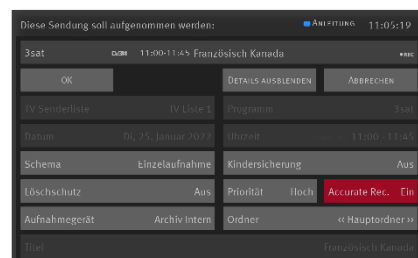 Diese Sendung soll aufgenommen werden: ANLEITUNG 11:05:19
3sat 11:00-11:45 Französisch Kanada REC
OK DETAILS AUSBLENDEN ABBRECHEN
TV Senderliste TV Liste 1 Programm 3sat
Datum Di, 25. Januar 2022 Uhrzeit 11:00 - 11:45
Schema Einzelaufnahme Kindersicherung Aus
Löschschutz Aus Priorität Hoch Accurate Rec. Ein
Aufnahmegerät Archiv Intern Ordner ‹‹ Hauptordner ››
Titel Französisch Kanada